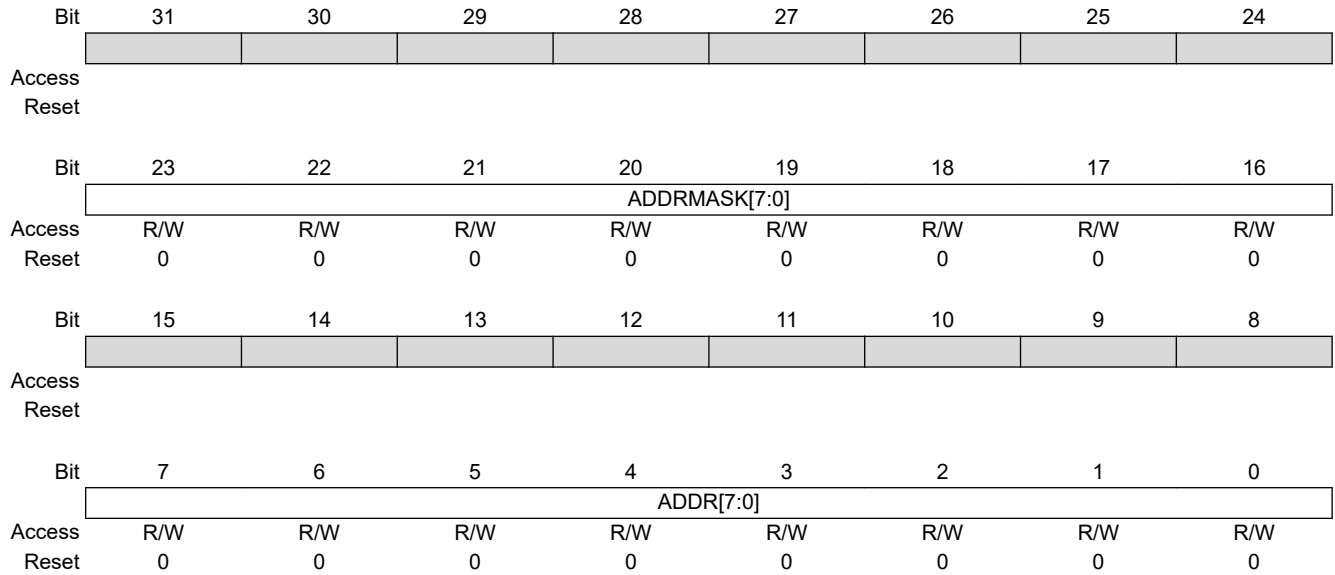 Bit 31 30 29 28 27 26 25 24
Access
Reset
Bit 23 22 21 20 19 18 17 16
ADDRMASK[7:0]
Access R/W R/W R/W R/W R/W R/W R/W R/W
Reset 0 0 0 0 0 0 0 0
Bit 15 14 13 12 11 10 9 8
Access
Reset
Bit 7 6 5 4 3 2 1 0
ADDR[7:0]
Access R/W R/W R/W R/W R/W R/W R/W R/W
Reset 0 0 0 0 0 0 0 0